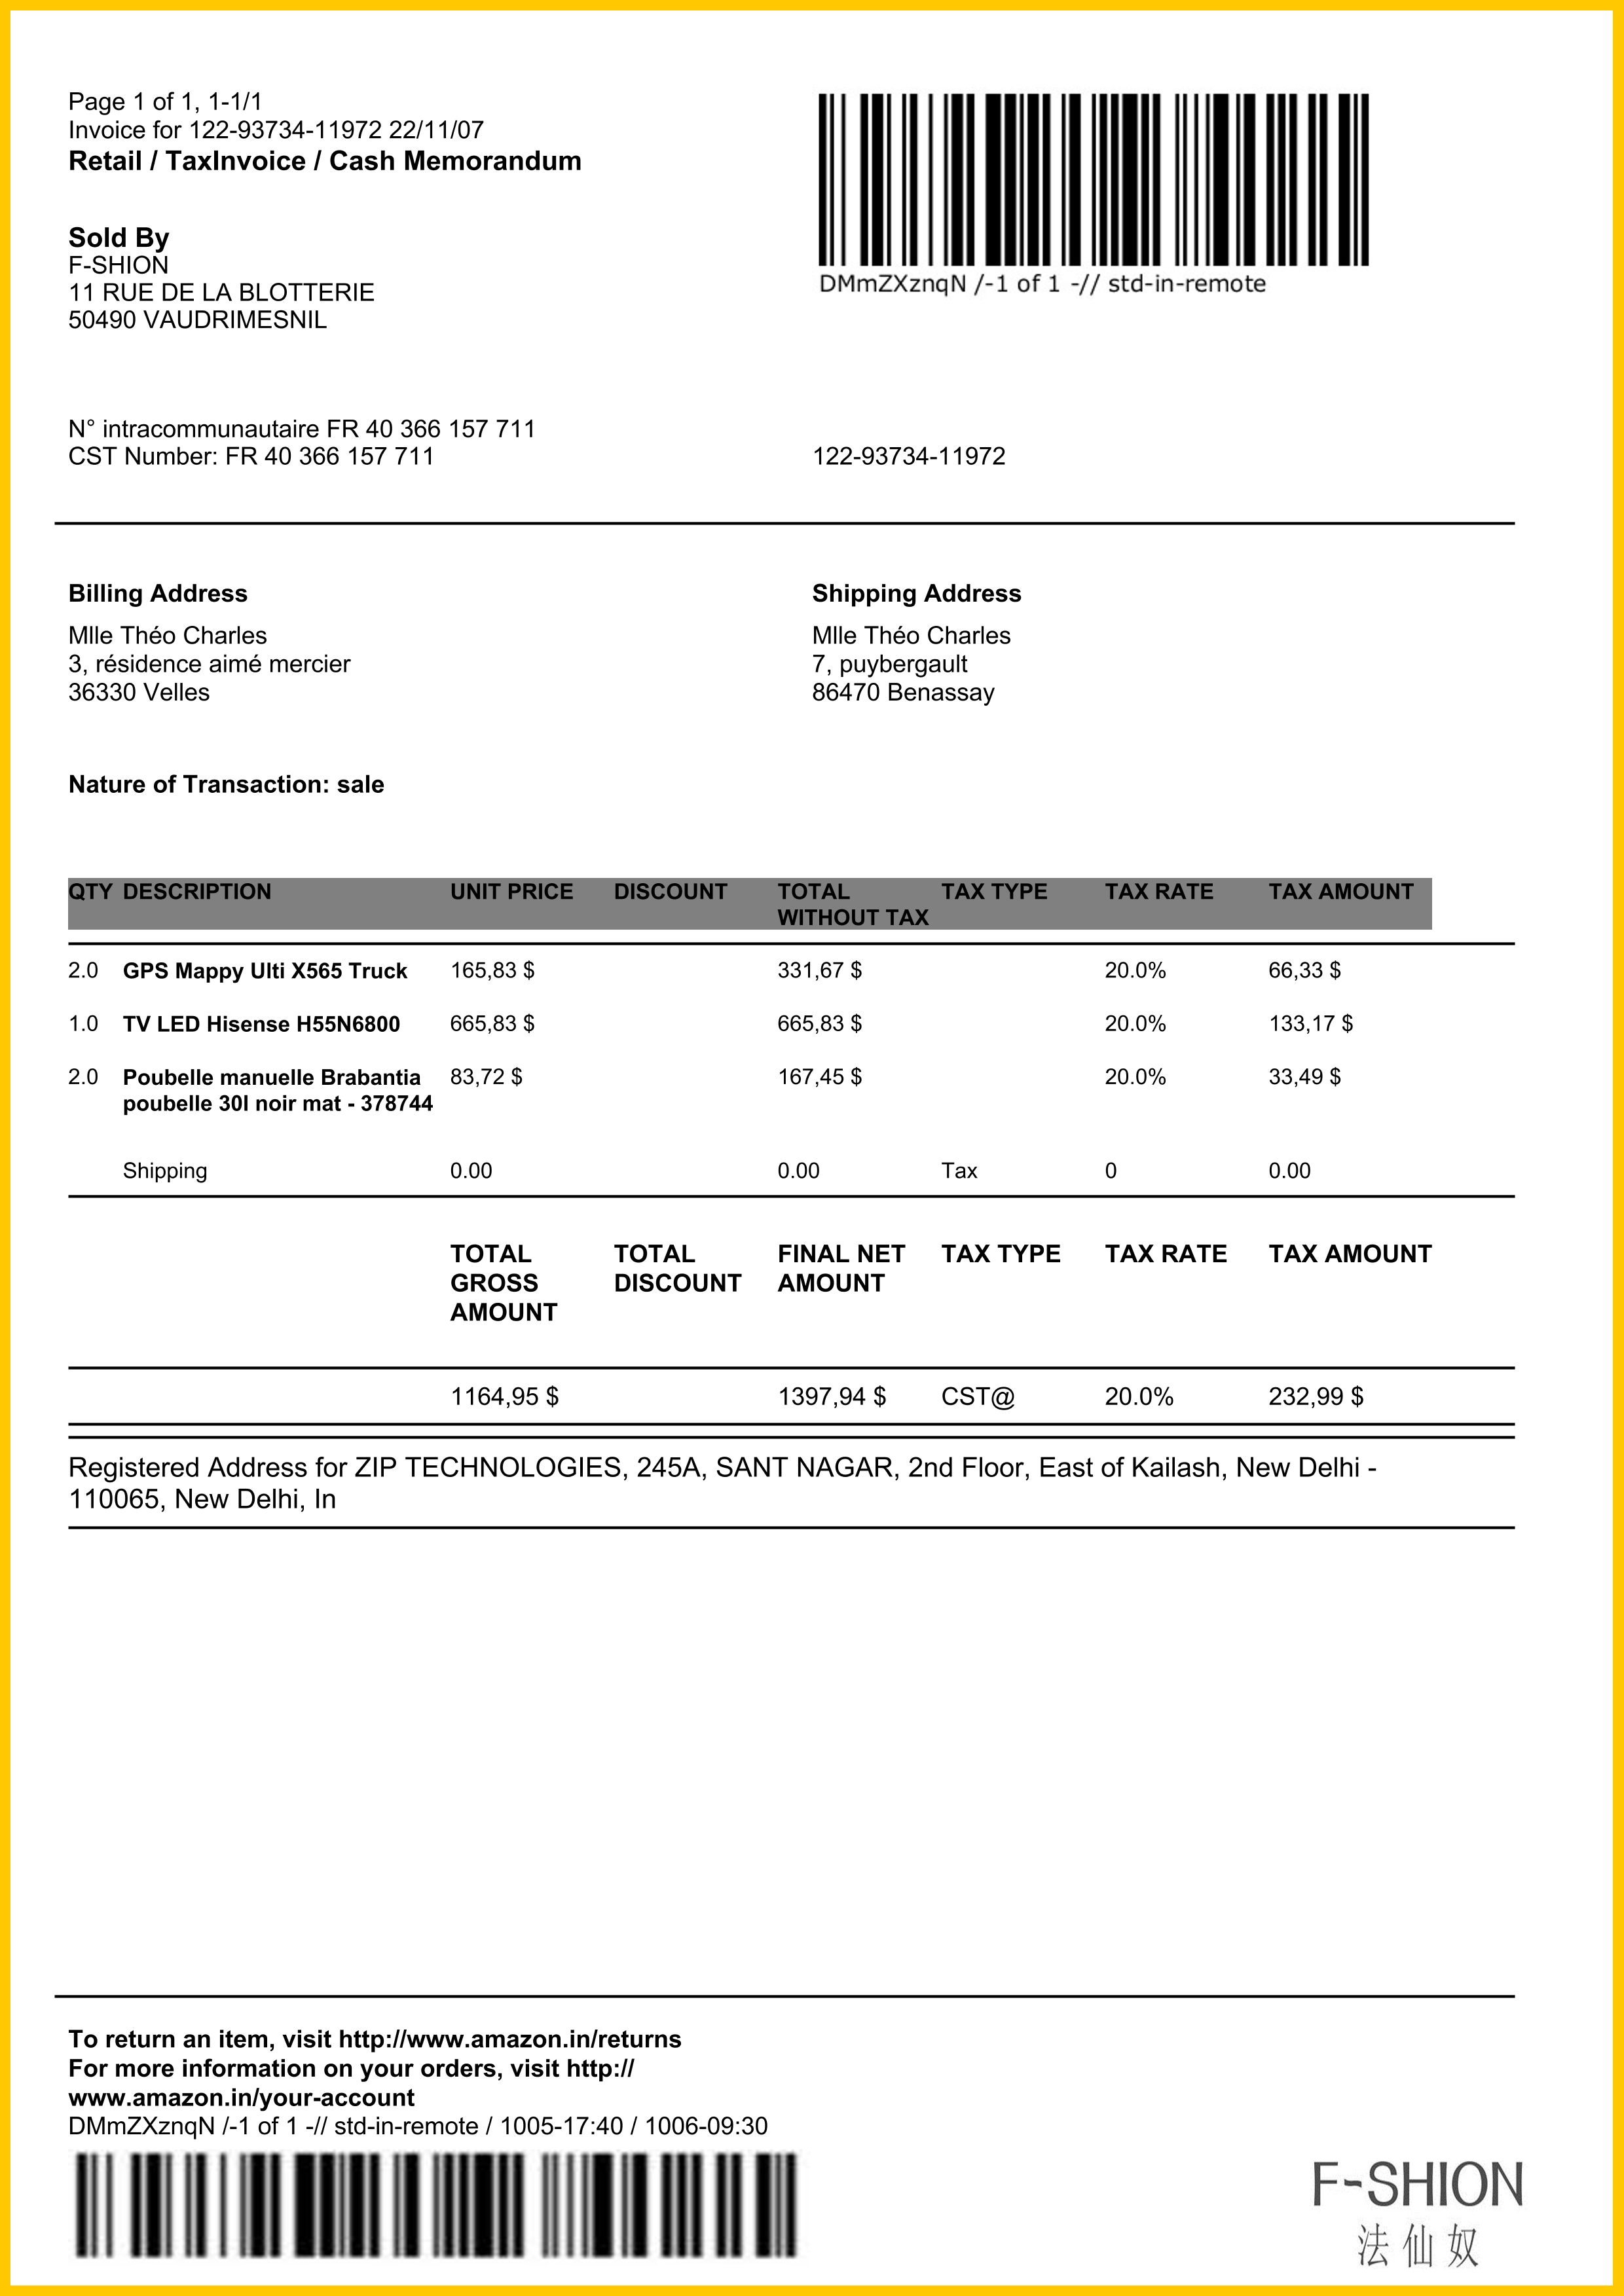 Page 1 of 1, 1-1/1
Invoice for 122-93734-11972 22/11/07
Retail / TaxInvoice / Cash Memorandum
DMmZXznqN /-1 of 1 -// std-in-remote
Sold By
F-SHION
11 RUE DE LA BLOTTERIE
50490 VAUDRIMESNIL
N° intracommunautaire FR 40 366 157 711
CST Number: FR 40 366 157 711 122-93734-11972
Billing Address
Mlle Théo Charles
3, résidence aimé mercier
36330 Velles
Shipping Address
Mlle Théo Charles
7, puybergault
86470 Benassay
Nature of Transaction: sale
QTY DESCRIPTION UNIT PRICE DISCOUNT TOTAL WITHOUT TAX TAX TYPE TAX RATE TAX AMOUNT
2.0 GPS Mappy Ulti X565 Truck 165,83 $ 331,67 $ 20.0% 66,33 $
1.0 TV LED Hisense H55N6800 665,83 $ 665,83 $ 20.0% 133,17 $
2.0 Poubelle manuelle Brabantia 83,72 $ 167,45 $ 20.0% 33,49 $
poubelle 30l noir mat - 378744
Shipping 0.00 0.00 Tax 0 0.00
TOTAL GROSS AMOUNT TOTAL DISCOUNT FINAL NET AMOUNT TAX TYPE TAX RATE TAX AMOUNT
1164,95 $ 1397,94 $ CST@ 20.0% 232,99 $
Registered Address for ZIP TECHNOLOGIES, 245A, SANT NAGAR, 2nd Floor, East of Kailash, New Delhi -
110065, New Delhi, In
To return an item, visit http://www.amazon.in/returns
For more information on your orders, visit http://
www.amazon.in/your-account
DMmZXznqN /-1 of 1 -// std-in-remote / 1005-17:40 / 1006-09:30
F-SHION
法仙奴